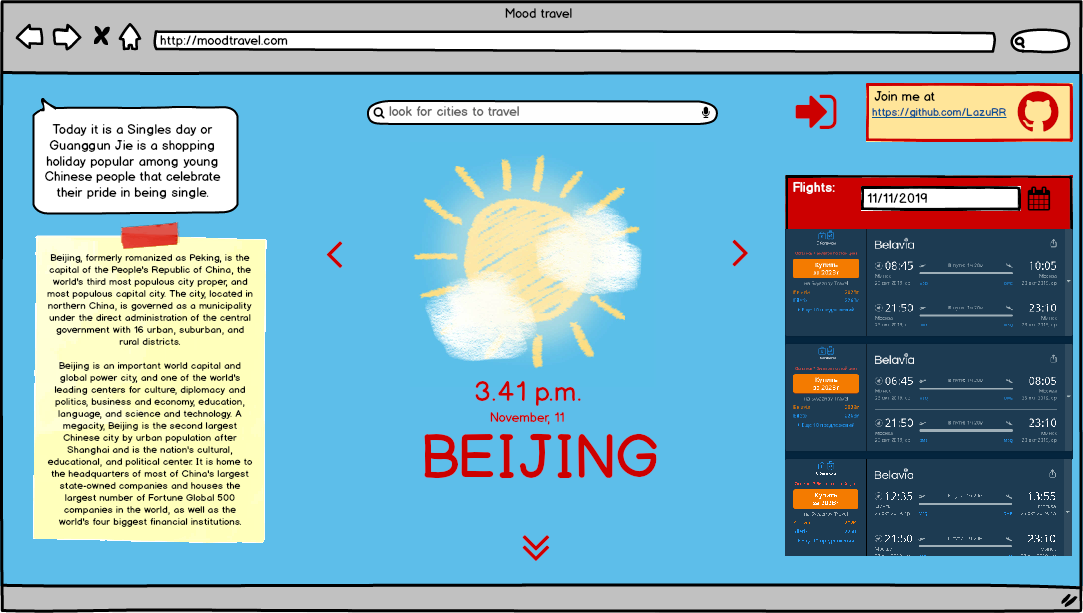 Mood travel
http://moodtravel.com
look for cities to travel
Join me at
https://github.com/LazuRR
Today it is a Singles day or
Guanggun Jie is a shopping
holiday popular among young
Chinese people that celebrate
their pride in being single.
Beijing, formerly romanized as Peking, is the
capital of the People's Republic of China, the
world's third most populous city proper, and
most populous capital city. The city, located in
northern China, is governed as a municipality
under the direct administration of the central
government with 16 urban, suburban, and
rural districts.
Beijing is an important world capital and
global power city, and one of the world's
leading centers for culture, diplomacy and
politics, business and economy, education,
language, and science and technology. A
megacity, Beijing is the second largest
Chinese city by urban population after
Shanghai and is the nation's cultural,
educational, and political center. It is home to
the headquarters of most of China's largest
state-owned companies and houses the
largest number of Fortune Global 500
companies in the world, as well as the
world's four biggest financial institutions.
3.41 p.m.
November, 11
BEIJING
Flights:
11/11/2019
Купить
Belavia
08:45
10:05
21:50
23:10
Купить
Belavia
06:45
08:05
21:50
23:10
Купить
Belavia
12:35
13:55
21:50
23:10